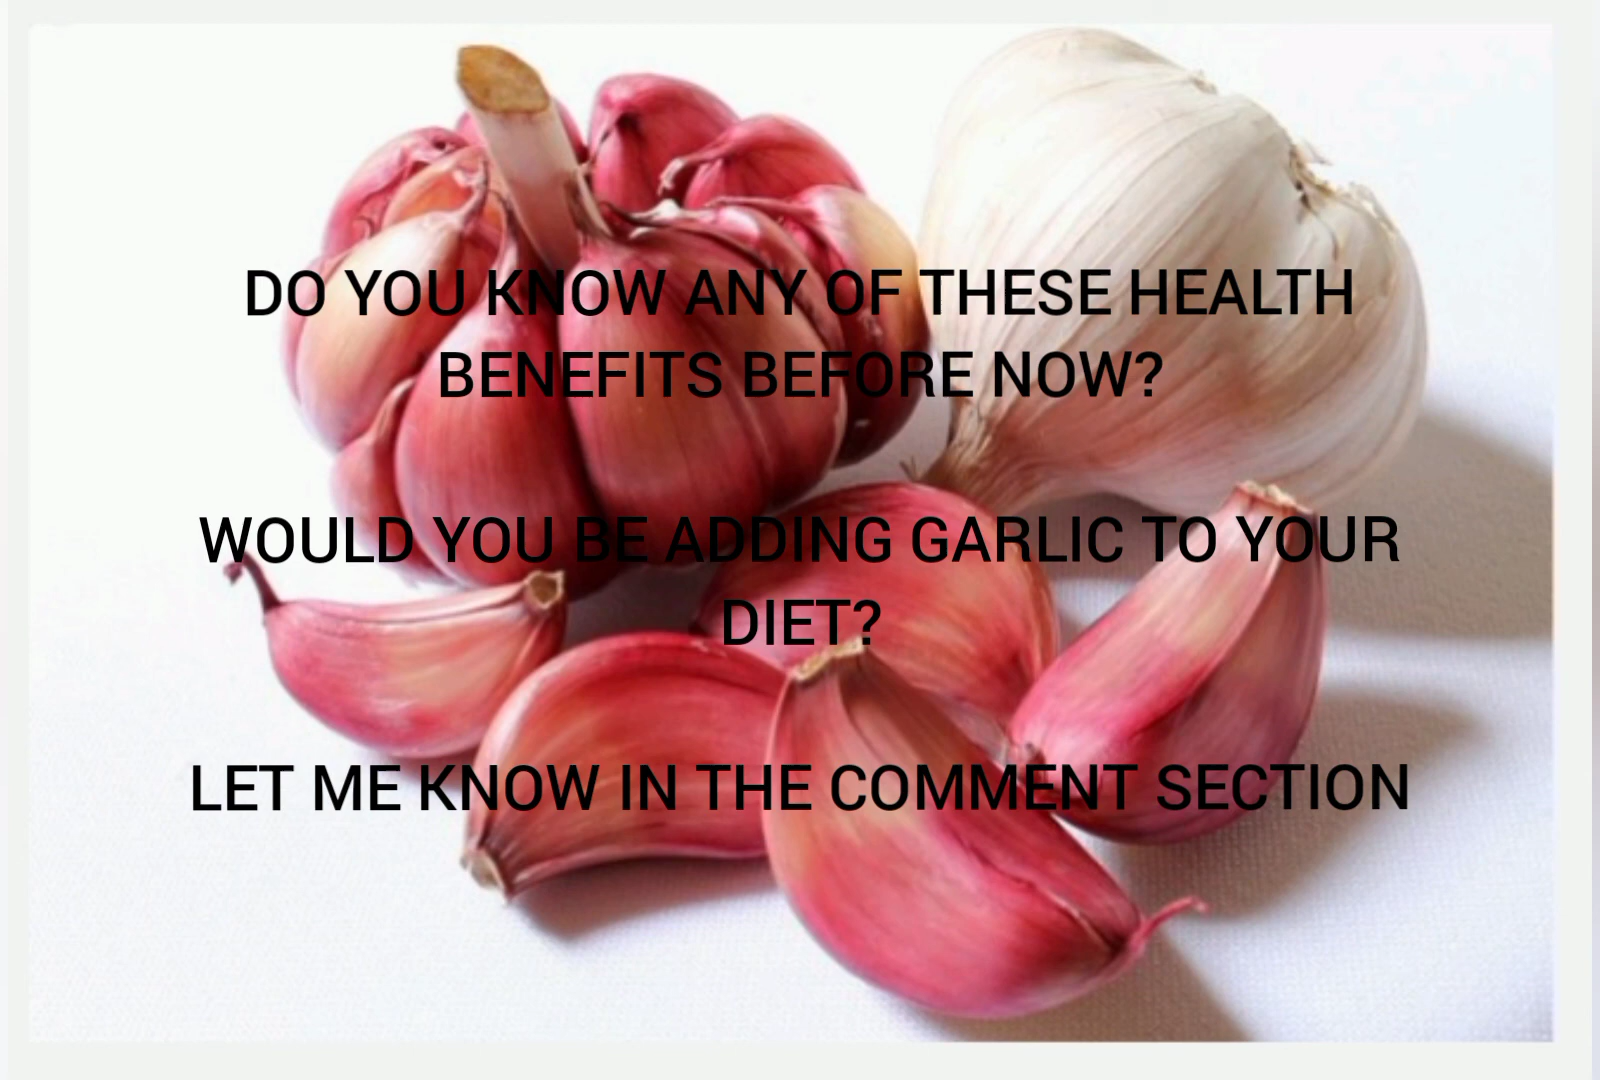 DO YOU KNOW ANY OF THESE HEALTH
BENEFITS BEFORE NOW?
WOULD YOU BE ADDING GARLIC TO YOUR
DIET?
LET ME KNOW IN THE COMMENT SECTION